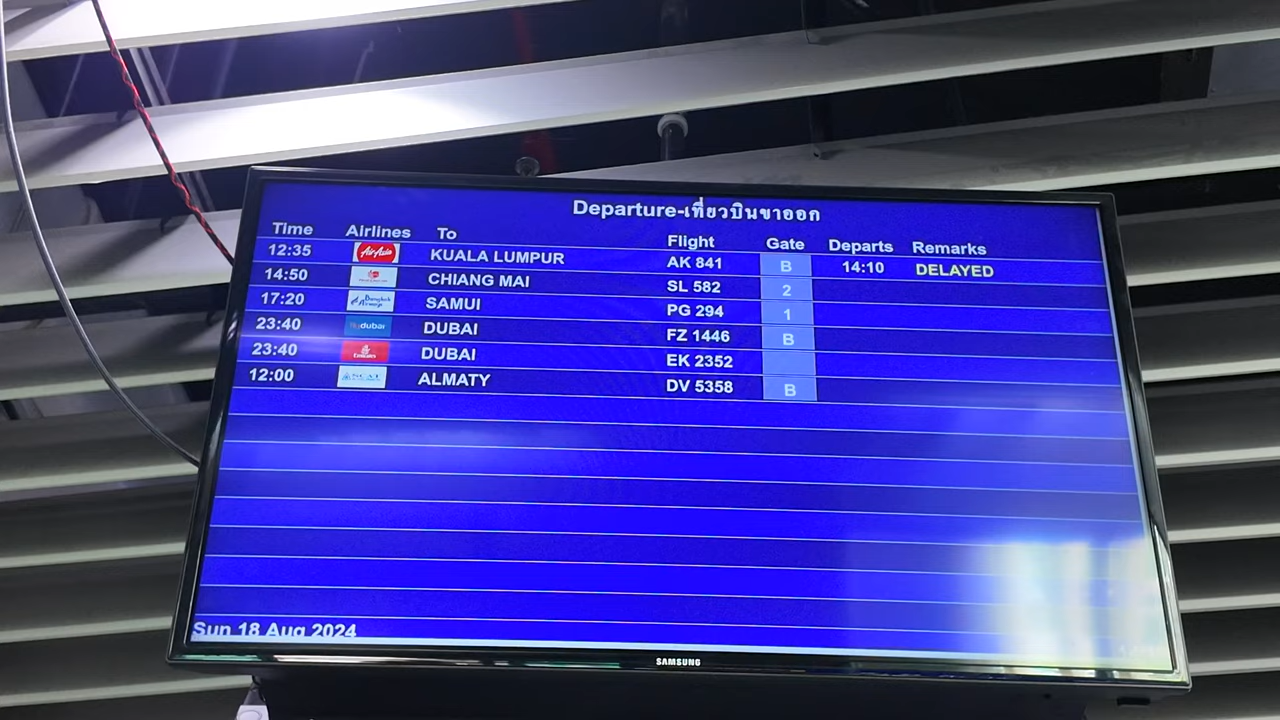 Departure-เที่ยวบินขาออก
Time Airlines To Flight Gate Departs Remarks
12:35 AirAsia KUALA LUMPUR AK 841 B 14:10 DELAYED
14:50 CHIANG MAI SL 582 2
17:20 Bangkok Airways SAMUI PG 294 1
23:40 flydubai DUBAI FZ 1446 B
23:40 Emirates DUBAI EK 2352
12:00 SCAT ALMATY DV 5358 B
Sun 18 Aug 2024
SAMSUNG